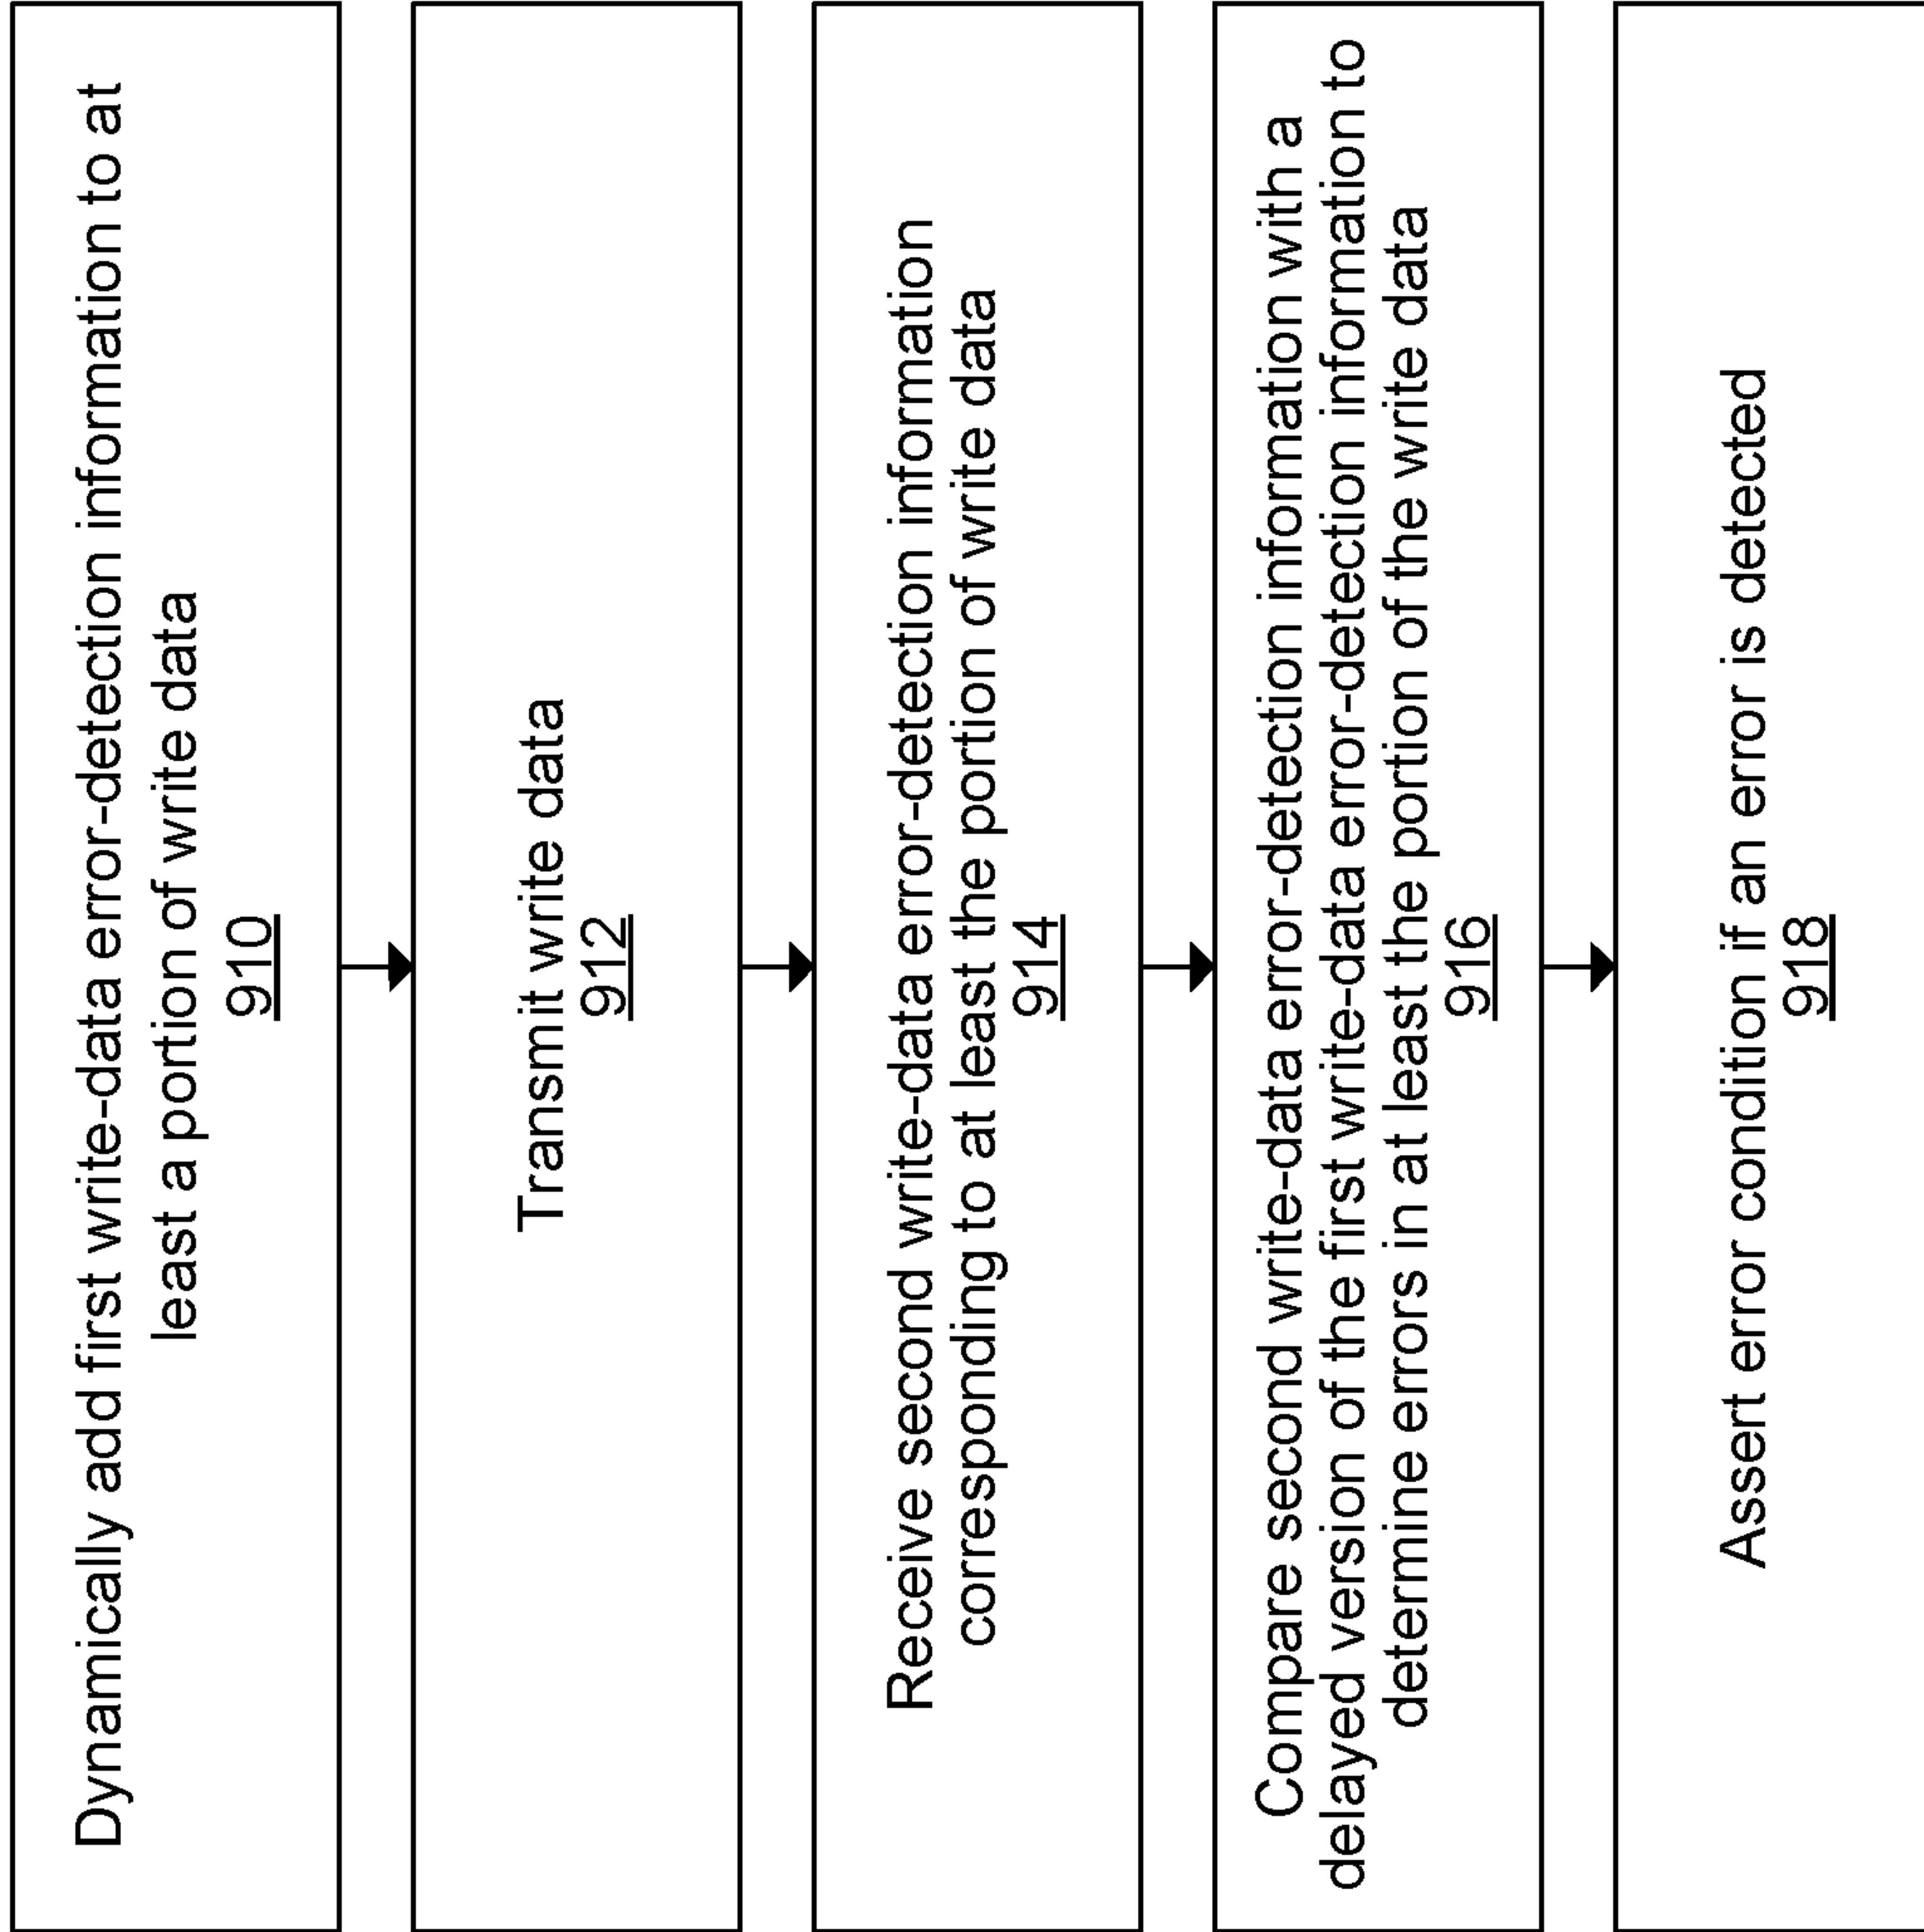 Dynamically add first write-data error-detection information to at
least a portion of write data
910
Transmit write data
912
Receive second write-data error-detection information
corresponding to at least the portion of write data
914
Compare second write-data error-detection information with a
delayed version of the first write-data error-detection information to
determine errors in at least the portion of the write data
916
Assert error condition if an error is detected
918